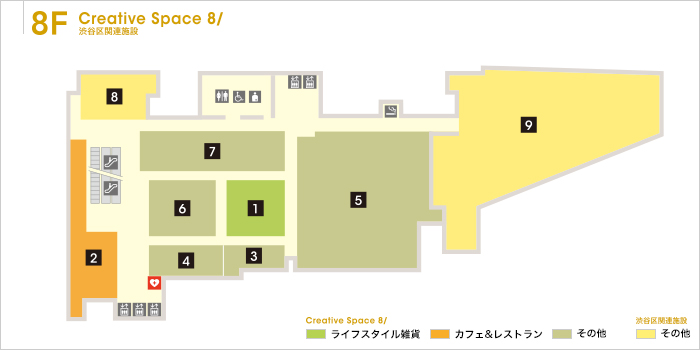 8F Creative Space 8/
渋谷区関連施設
8
9
7
6
1
5
2
4
3
Creative Space 8/
渋谷区関連施設
ライフスタイル雑貨
カフェ&レストラン
その他
その他